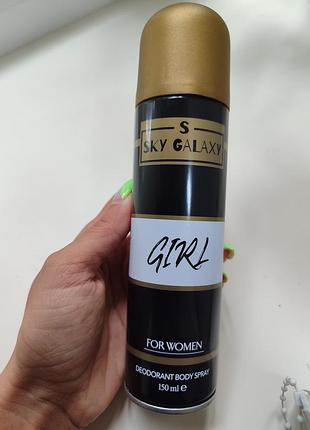 S
SKY GALAXY
GIRL
FOR WOMEN
DEODORANT BODY SPRAY
150 ml e